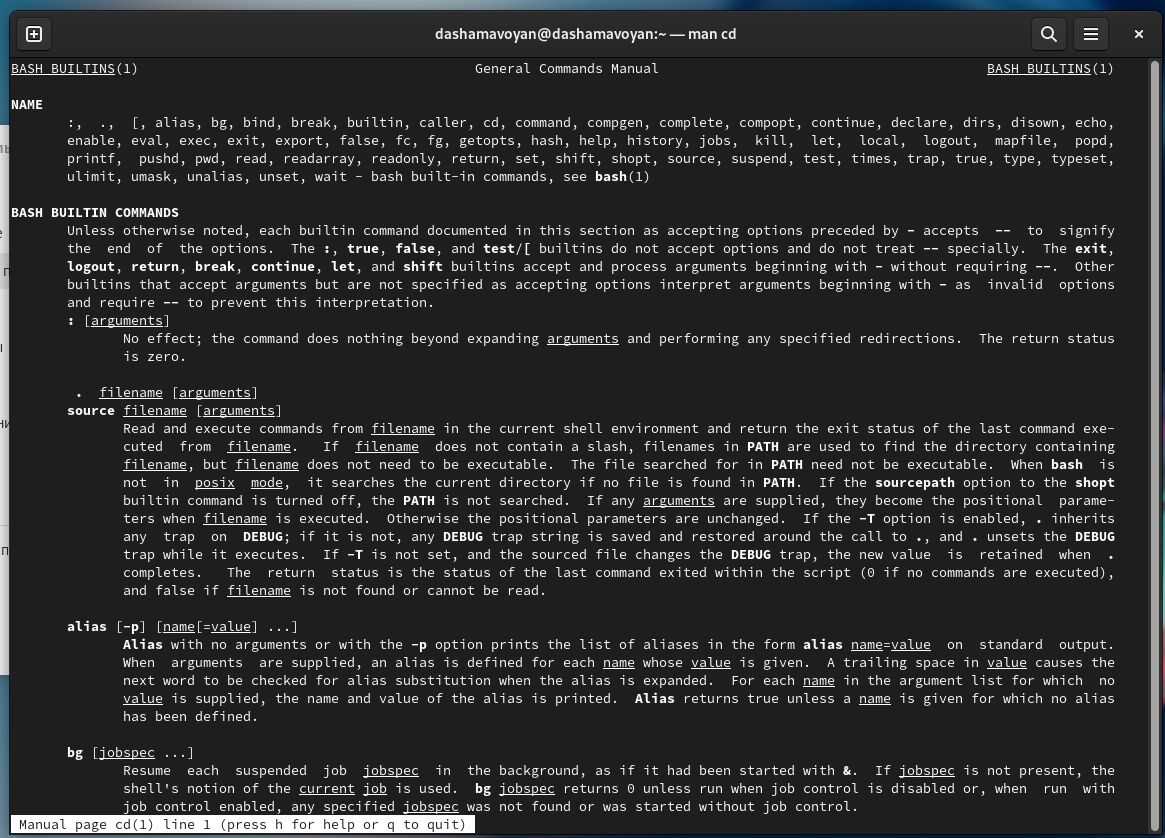 dashamavoyan@dashamavoyan:~ — man cd
BASH BUILTINS(1) General Commands Manual BASH BUILTINS(1)
NAME
:, ., [, alias, bg, bind, break, builtin, caller, cd, command, compgen, complete, compopt, continue, declare, dirs, disown, echo,
enable, eval, exec, exit, export, false, fc, fg, getopts, hash, help, history, jobs, kill, let, local, logout, mapfile, popd,
printf, pushd, pwd, read, readarray, readonly, return, set, shift, shopt, source, suspend, test, times, trap, true, type, typeset,
ulimit, umask, unalias, unset, wait - bash built-in commands, see bash(1)
BASH BUILTIN COMMANDS
Unless otherwise noted, each builtin command documented in this section as accepting options preceded by - accepts -- to signify
the end of the options. The :, true, false, and test/[ builtins do not accept options and do not treat -- specially. The exit,
logout, return, break, continue, let, and shift builtins accept and process arguments beginning with - without requiring --. Other
builtins that accept arguments but are not specified as accepting options interpret arguments beginning with - as invalid options
and require -- to prevent this interpretation.
: [arguments]
No effect; the command does nothing beyond expanding arguments and performing any specified redirections. The return status
is zero.
. filename [arguments]
source filename [arguments]
Read and execute commands from filename in the current shell environment and return the exit status of the last command exe-
cuted from filename. If filename does not contain a slash, filenames in PATH are used to find the directory containing
filename, but filename does not need to be executable. The file searched for in PATH need not be executable. When bash is
not in posix mode, it searches the current directory if no file is found in PATH. If the sourcepath option to the shopt
builtin command is turned off, the PATH is not searched. If any arguments are supplied, they become the positional parame-
ters when filename is executed. Otherwise the positional parameters are unchanged. If the -T option is enabled, . inherits
any trap on DEBUG; if it is not, any DEBUG trap string is saved and restored around the call to ., and . unsets the DEBUG
trap while it executes. If -T is not set, and the sourced file changes the DEBUG trap, the new value is retained when .
completes. The return status is the status of the last command exited within the script (0 if no commands are executed),
and false if filename is not found or cannot be read.
alias [-p] [name[=value] ...]
Alias with no arguments or with the -p option prints the list of aliases in the form alias name=value on standard output.
When arguments are supplied, an alias is defined for each name whose value is given. A trailing space in value causes the
next word to be checked for alias substitution when the alias is expanded. For each name in the argument list for which no
value is supplied, the name and value of the alias is printed. Alias returns true unless a name is given for which no alias
has been defined.
bg [jobspec ...]
Resume each suspended job jobspec in the background, as if it had been started with &. If jobspec is not present, the
shell's notion of the current job is used. bg jobspec returns 0 unless run when job control is disabled or, when run with
job control enabled, any specified jobspec was not found or was started without job control.
Manual page cd(1) line 1 (press h for help or q to quit)